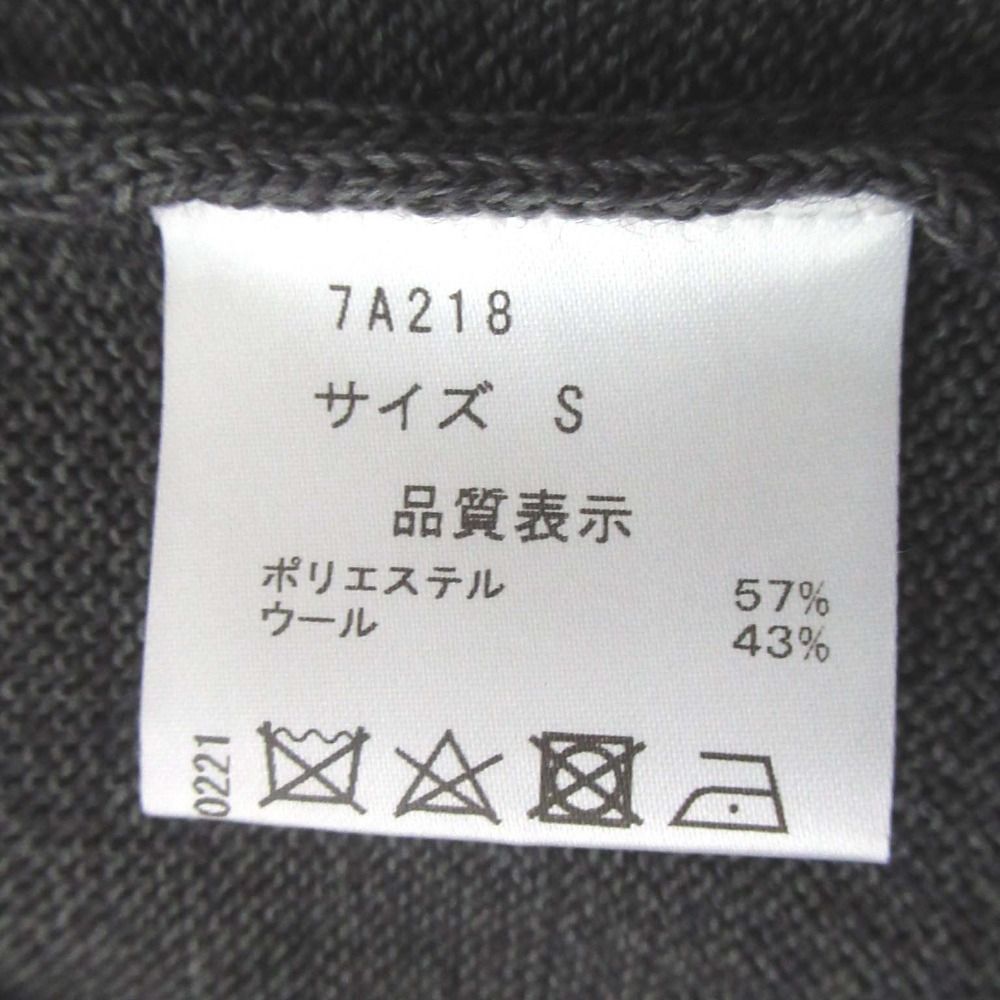 7A218
サイズ S
品質表示
ポリエステル 57%
ウール 43%
0221